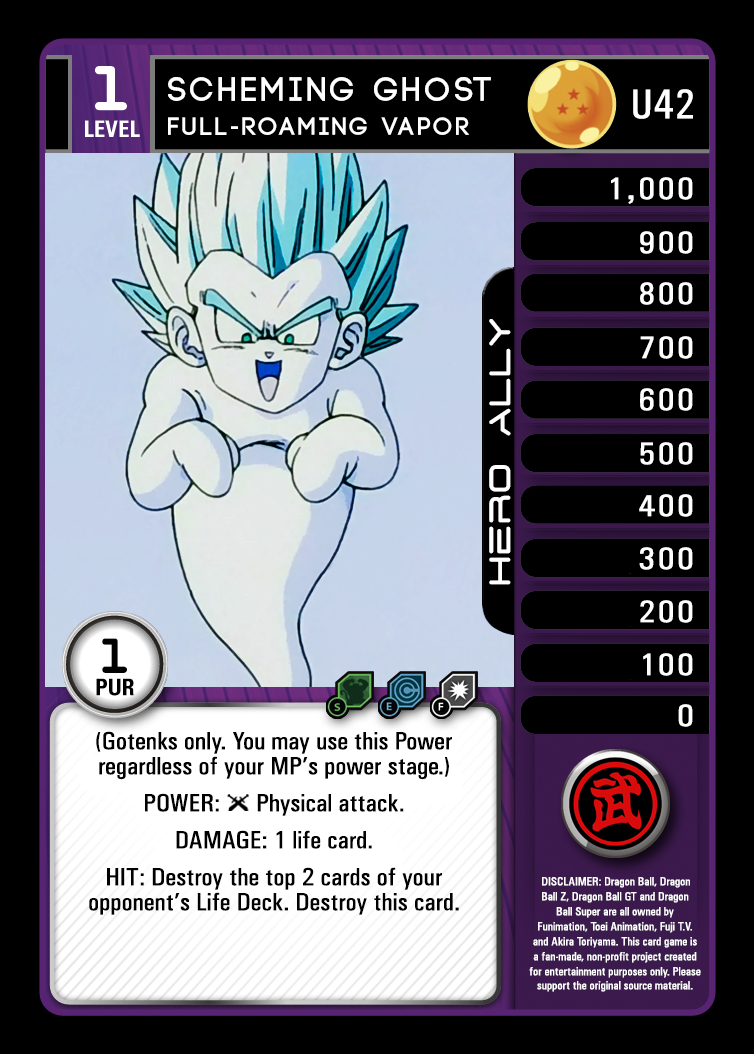 1
LEVEL
SCHEMING GHOST
FULL-ROAMING VAPOR
U42
1,000
900
800
700
600
500
400
300
200
100
0
HERO ALLY
1
PUR
S
E
F
(Gotenks only. You may use this Power
regardless of your MP's power stage.)
POWER: Physical attack.
DAMAGE: 1 life card.
HIT: Destroy the top 2 cards of your
opponent's Life Deck. Destroy this card.
武
DISCLAIMER: Dragon Ball, Dragon
Ball Z, Dragon Ball GT and Dragon
Ball Super are all owned by
Funimation, Toei Animation, Fuji T.V.
and Akira Toriyama. This card game is
a fan-made, non-profit project created
for entertainment purposes only. Please
support the original source material.